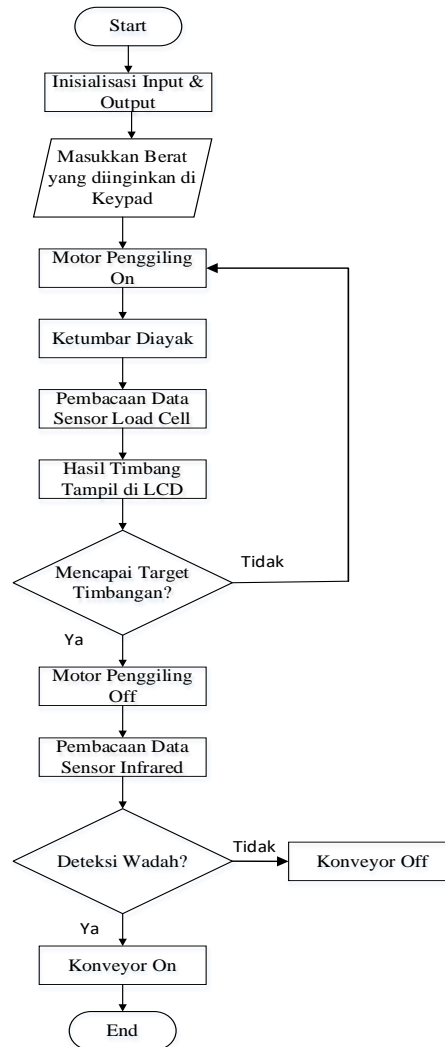 Start
Inisialisasi Input &
Output
Masukkan Berat
yang diinginkan di
Keypad
Motor Penggiling
On
Ketumbar Diayak
Pembacaan Data
Sensor Load Cell
Hasil Timbang
Tampil di LCD
Mencapai Target
Timbangan?
Tidak
Ya
Motor Penggiling
Off
Pembacaan Data
Sensor Infrared
Deteksi Wadah?
Tidak
Konveyor Off
Ya
Konveyor On
End